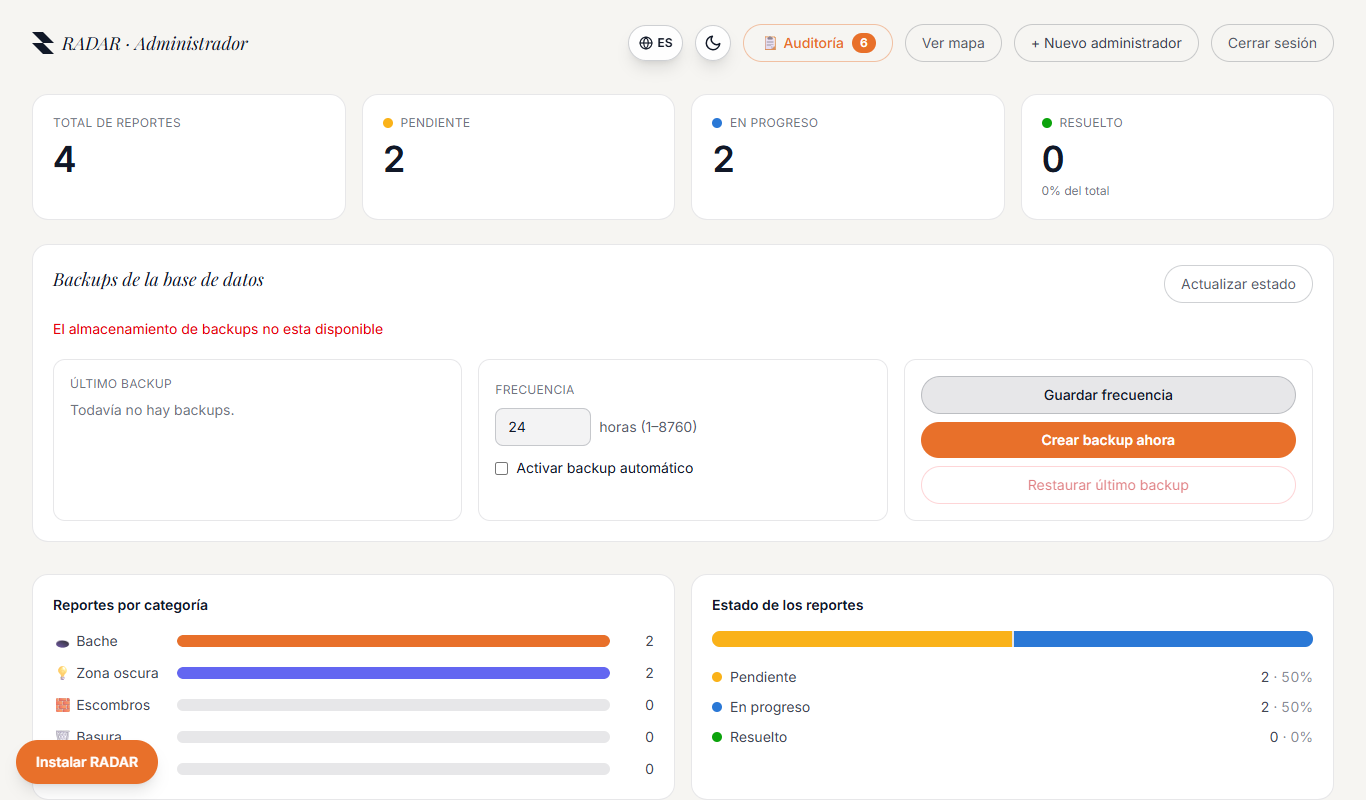 RADAR · Administrador
ES
Auditoría 6
Ver mapa
+ Nuevo administrador
Cerrar sesión
TOTAL DE REPORTES
4
PENDIENTE
2
EN PROGRESO
2
RESUELTO
0
0% del total
Backups de la base de datos
Actualizar estado
El almacenamiento de backups no esta disponible
ÚLTIMO BACKUP
Todavía no hay backups.
FRECUENCIA
24 horas (1–8760)
Activar backup automático
Guardar frecuencia
Crear backup ahora
Restaurar último backup
Reportes por categoría
Bache 2
Zona oscura 2
Escombros 0
Basura 0
0
Estado de los reportes
Pendiente 2 · 50%
En progreso 2 · 50%
Resuelto 0 · 0%
Instalar RADAR